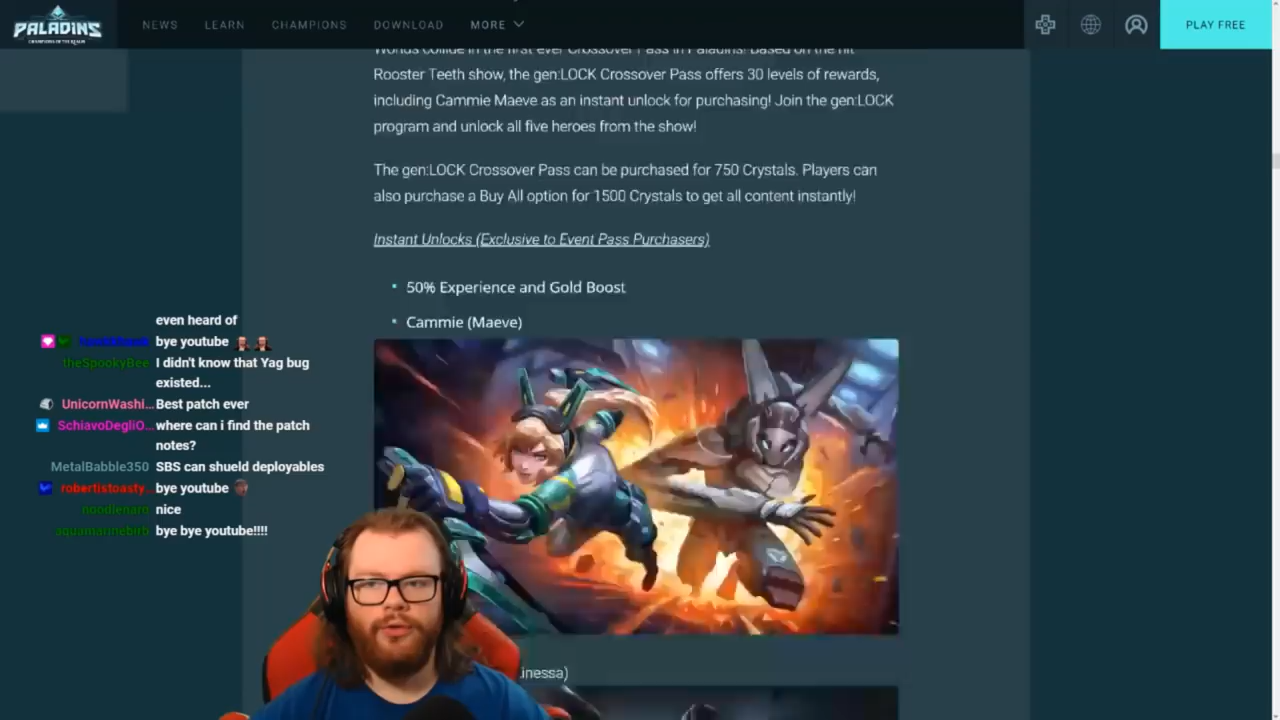 PALADINS
CHAMPIONS OF THE REALM
NEWS
LEARN
CHAMPIONS
DOWNLOAD
MORE
PLAY FREE
Worlds collide in the first ever Crossover Pass in Paladins! Based on the hit
Rooster Teeth show, the gen:LOCK Crossover Pass offers 30 levels of rewards,
including Cammie Maeve as an instant unlock for purchasing! Join the gen:LOCK
program and unlock all five heroes from the show!
The gen:LOCK Crossover Pass can be purchased for 750 Crystals. Players can
also purchase a Buy All option for 1500 Crystals to get all content instantly!
Instant Unlocks (Exclusive to Event Pass Purchasers)
50% Experience and Gold Boost
Cammie (Maeve)
even heard of
bye youtube
theSpookyBee I didn't know that Yag bug
existed...
UnicornWashi... Best patch ever
SchiavoDegliO... where can i find the patch
notes?
MetalBabble350 SBS can shueld deployables
robertistoasty... bye youtube
noodlenard nice
aquamarinebirb bye bye youtube!!!!
inessa)